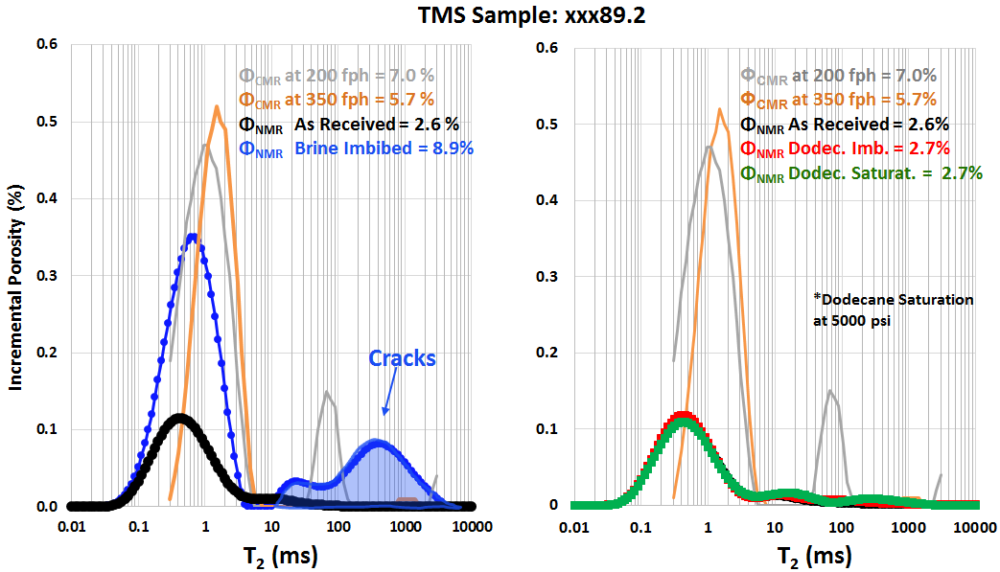 TMS Sample: xxx89.2
0.6
0.5
0.4
0.3
0.2
0.1
0.0
Incremental Porosity (%)
ΦCMR at 200 fph = 7.0 %
ΦCMR at 350 fph = 5.7 %
ΦNMR As Received = 2.6 %
ΦNMR Brine Imbibed = 8.9%
Cracks
0.01 0.1 1 10 100 1000 10000
T2 (ms)
0.6
0.5
0.4
0.3
0.2
0.1
0
ΦCMR at 200 fph = 7.0%
ΦCMR at 350 fph = 5.7%
ΦNMR As Received = 2.6%
ΦNMR Dodec. Imb. = 2.7%
ΦNMR Dodec. Saturat. = 2.7%
*Dodecane Saturation
at 5000 psi
0.01 0.1 1 10 100 1000 10000
T2 (ms)